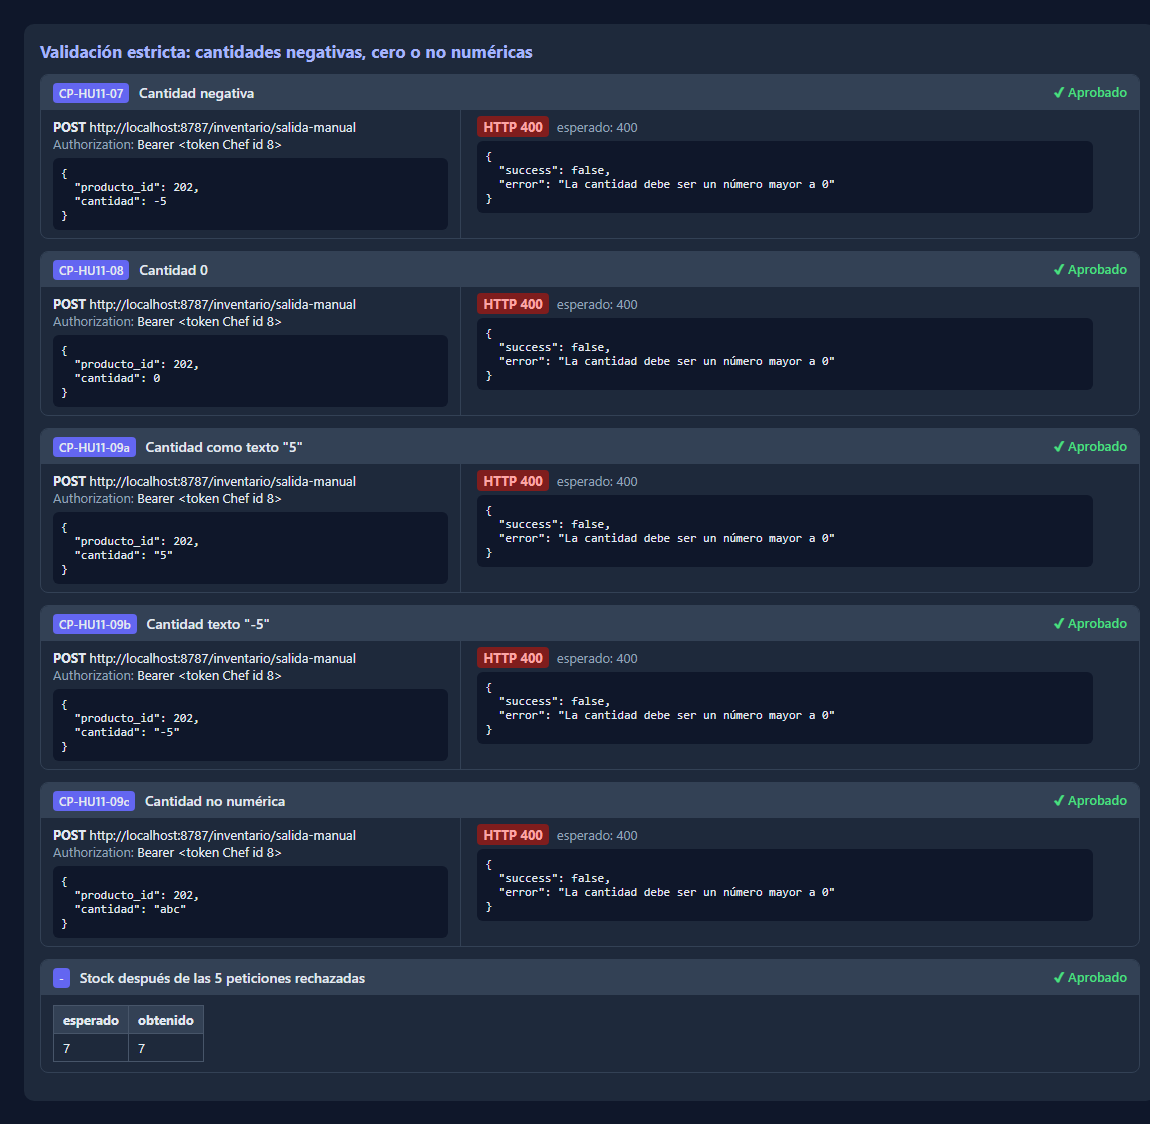 Validación estricta: cantidades negativas, cero o no numéricas
CP-HU11-07 Cantidad negativa ✓ Aprobado
POST http://localhost:8787/inventario/salida-manual
Authorization: Bearer <token Chef id 8>
{
"producto_id": 202,
"cantidad": -5
}
HTTP 400 esperado: 400
{
"success": false,
"error": "La cantidad debe ser un número mayor a 0"
}
CP-HU11-08 Cantidad 0 ✓ Aprobado
POST http://localhost:8787/inventario/salida-manual
Authorization: Bearer <token Chef id 8>
{
"producto_id": 202,
"cantidad": 0
}
HTTP 400 esperado: 400
{
"success": false,
"error": "La cantidad debe ser un número mayor a 0"
}
CP-HU11-09a Cantidad como texto "5" ✓ Aprobado
POST http://localhost:8787/inventario/salida-manual
Authorization: Bearer <token Chef id 8>
{
"producto_id": 202,
"cantidad": "5"
}
HTTP 400 esperado: 400
{
"success": false,
"error": "La cantidad debe ser un número mayor a 0"
}
CP-HU11-09b Cantidad texto "-5" ✓ Aprobado
POST http://localhost:8787/inventario/salida-manual
Authorization: Bearer <token Chef id 8>
{
"producto_id": 202,
"cantidad": "-5"
}
HTTP 400 esperado: 400
{
"success": false,
"error": "La cantidad debe ser un número mayor a 0"
}
CP-HU11-09c Cantidad no numérica ✓ Aprobado
POST http://localhost:8787/inventario/salida-manual
Authorization: Bearer <token Chef id 8>
{
"producto_id": 202,
"cantidad": "abc"
}
HTTP 400 esperado: 400
{
"success": false,
"error": "La cantidad debe ser un número mayor a 0"
}
- Stock después de las 5 peticiones rechazadas ✓ Aprobado
esperado obtenido
7 7